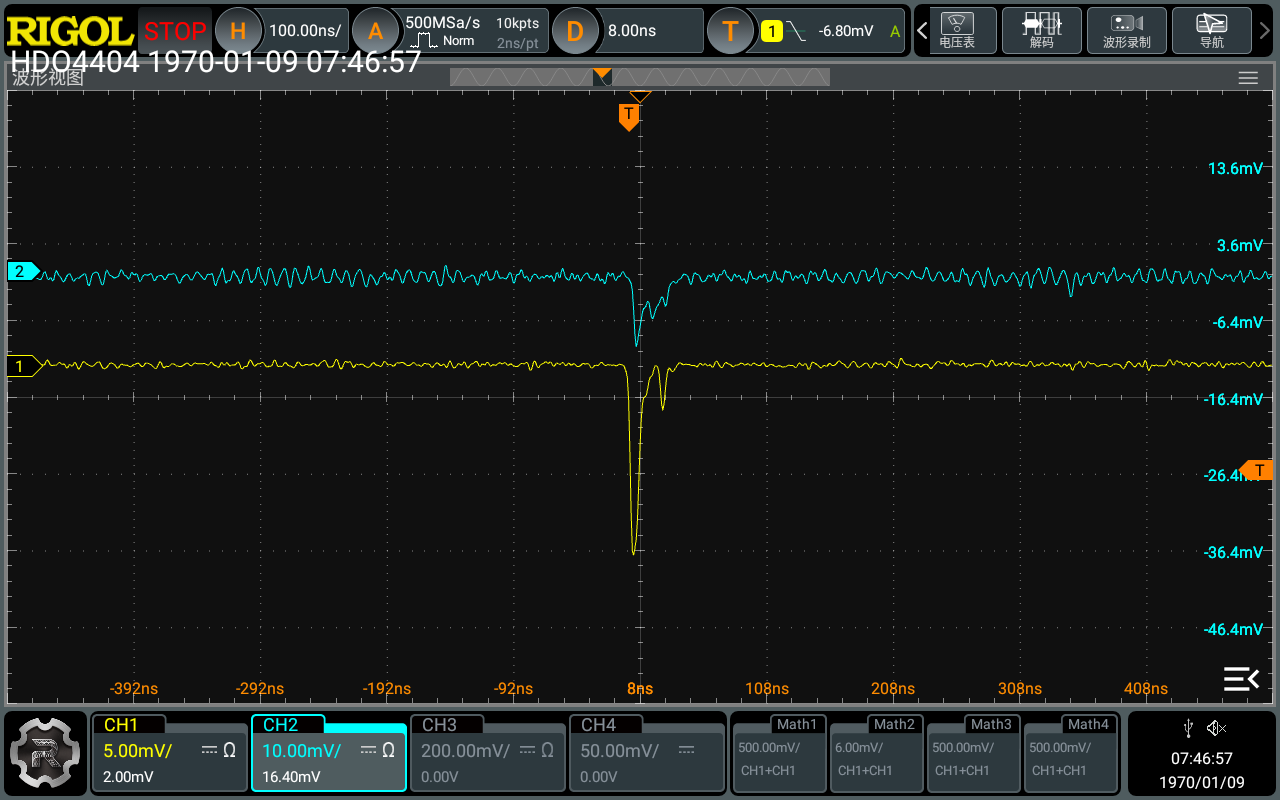 RIGOL STOP H 100.00ns/ A 500MSa/s Norm 10kpts 2ns/pt D 8.00ns T 1 -6.80mV A 电压表 解码 波形录制 导航
HDO4404 1970-01-09 07:46:57
波形视图
T
13.6mV
3.6mV
2
-6.4mV
1
-16.4mV
-26.4m T
-36.4mV
-46.4mV
-392ns -292ns -192ns -92ns 8ns 108ns 208ns 308ns 408ns
CH1 CH2 CH3 CH4 Math1 Math2 Math3 Math4
5.00mV/ Ω 10.00mV/ Ω 200.00mV/ Ω 50.00mV/ 500.00mV/ 6.00mV/ 500.00mV/ 500.00mV/
2.00mV 16.40mV 0.00V 0.00V CH1+CH1 CH1+CH1 CH1+CH1 CH1+CH1
07:46:57
1970/01/09